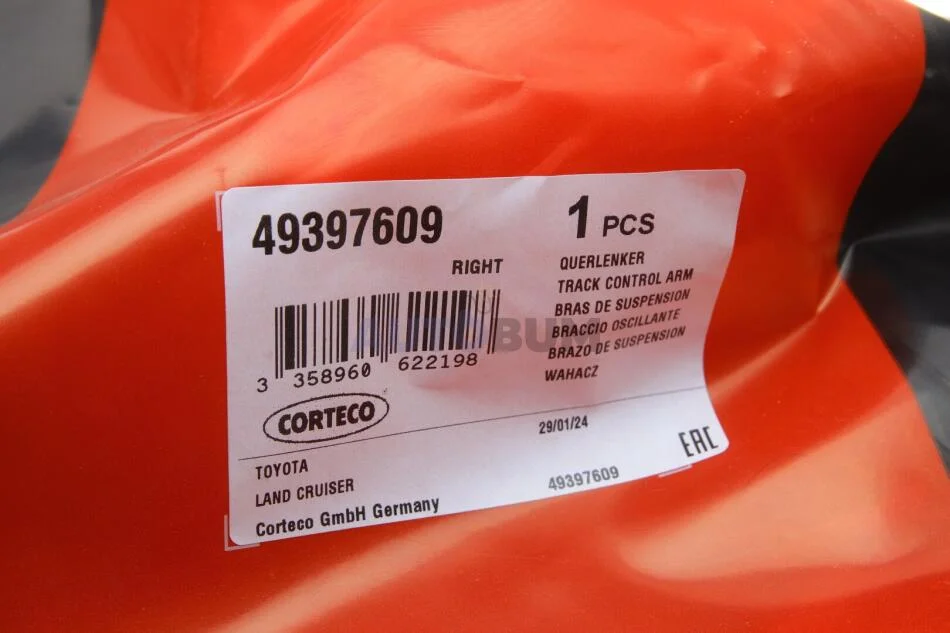 49397609
1 PCS
RIGHT
QUERLENKER
TRACK CONTROL ARM
BRAS DE SUSPENSION
BRACCIO OSCILLANTE
BRAZO DE SUSPENSION
WAHACZ
AUTOBUM
3 358960 622198
CORTECO
29/01/24
EAC
TOYOTA
LAND CRUISER
49397609
Corteco GmbH Germany